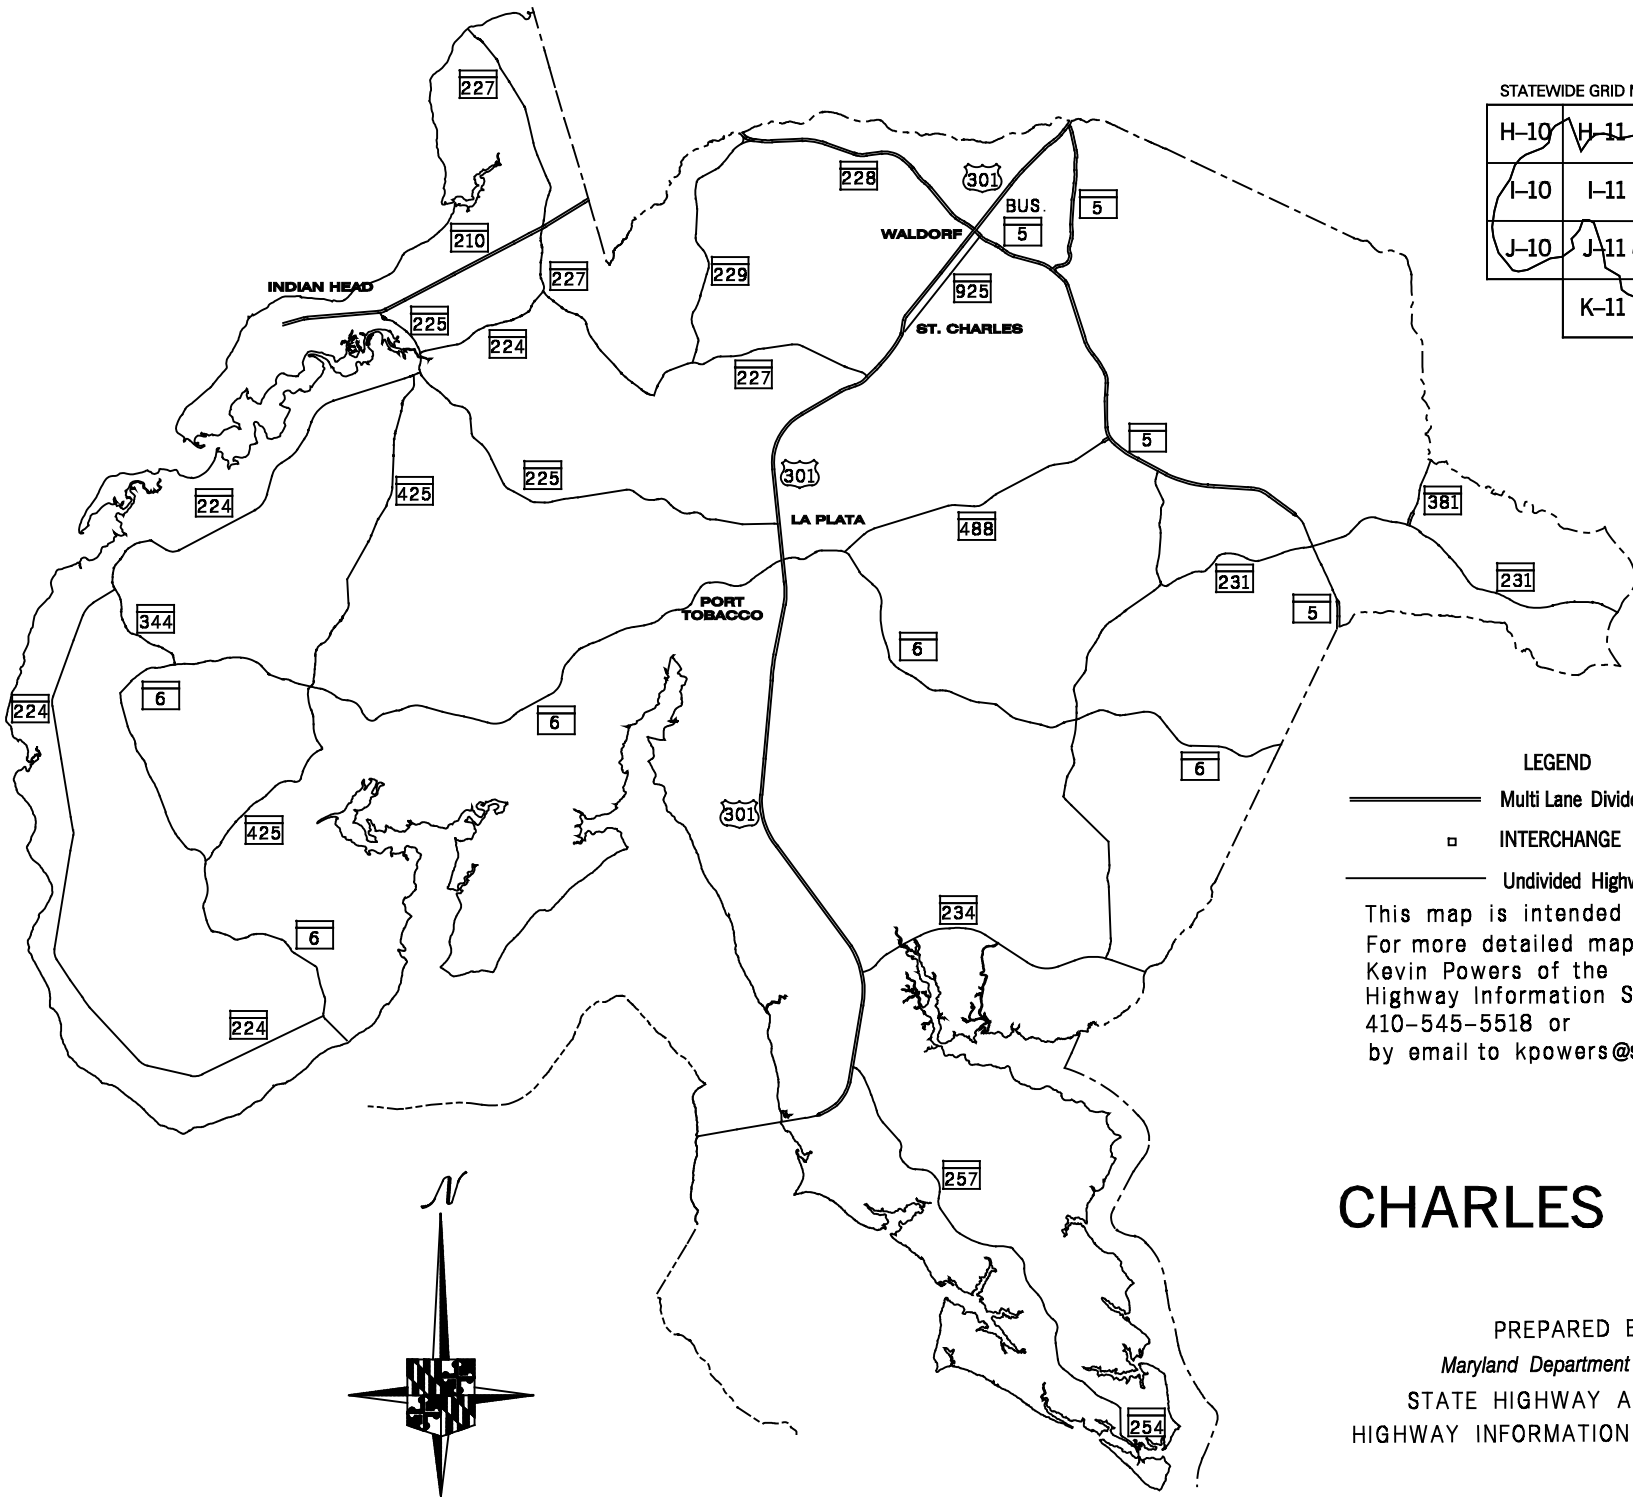 227
STATEWIDE GRID
H–10 H–11
228
301
I–10 I–11
BUS.
5
5
210
WALDORF
J–10 J–11
229
227
INDIAN HEAD
925
K–11
225
ST. CHARLES
224
227
5
301
225
425
224
381
LA PLATA
488
231
231
PORT
TOBACCO
344
5
6
6
224
6
LEGEND
6
Multi Lane
301
425
INTERCHANGE
Undivided
234
This map is intended
6
For more detailed
Kevin Powers of the
Highway Information
224
410-545-5518 or
by email to
257
N
CHARLES
PREPARED
Maryland Department
STATE HIGHWAY
254
HIGHWAY INFORMATION